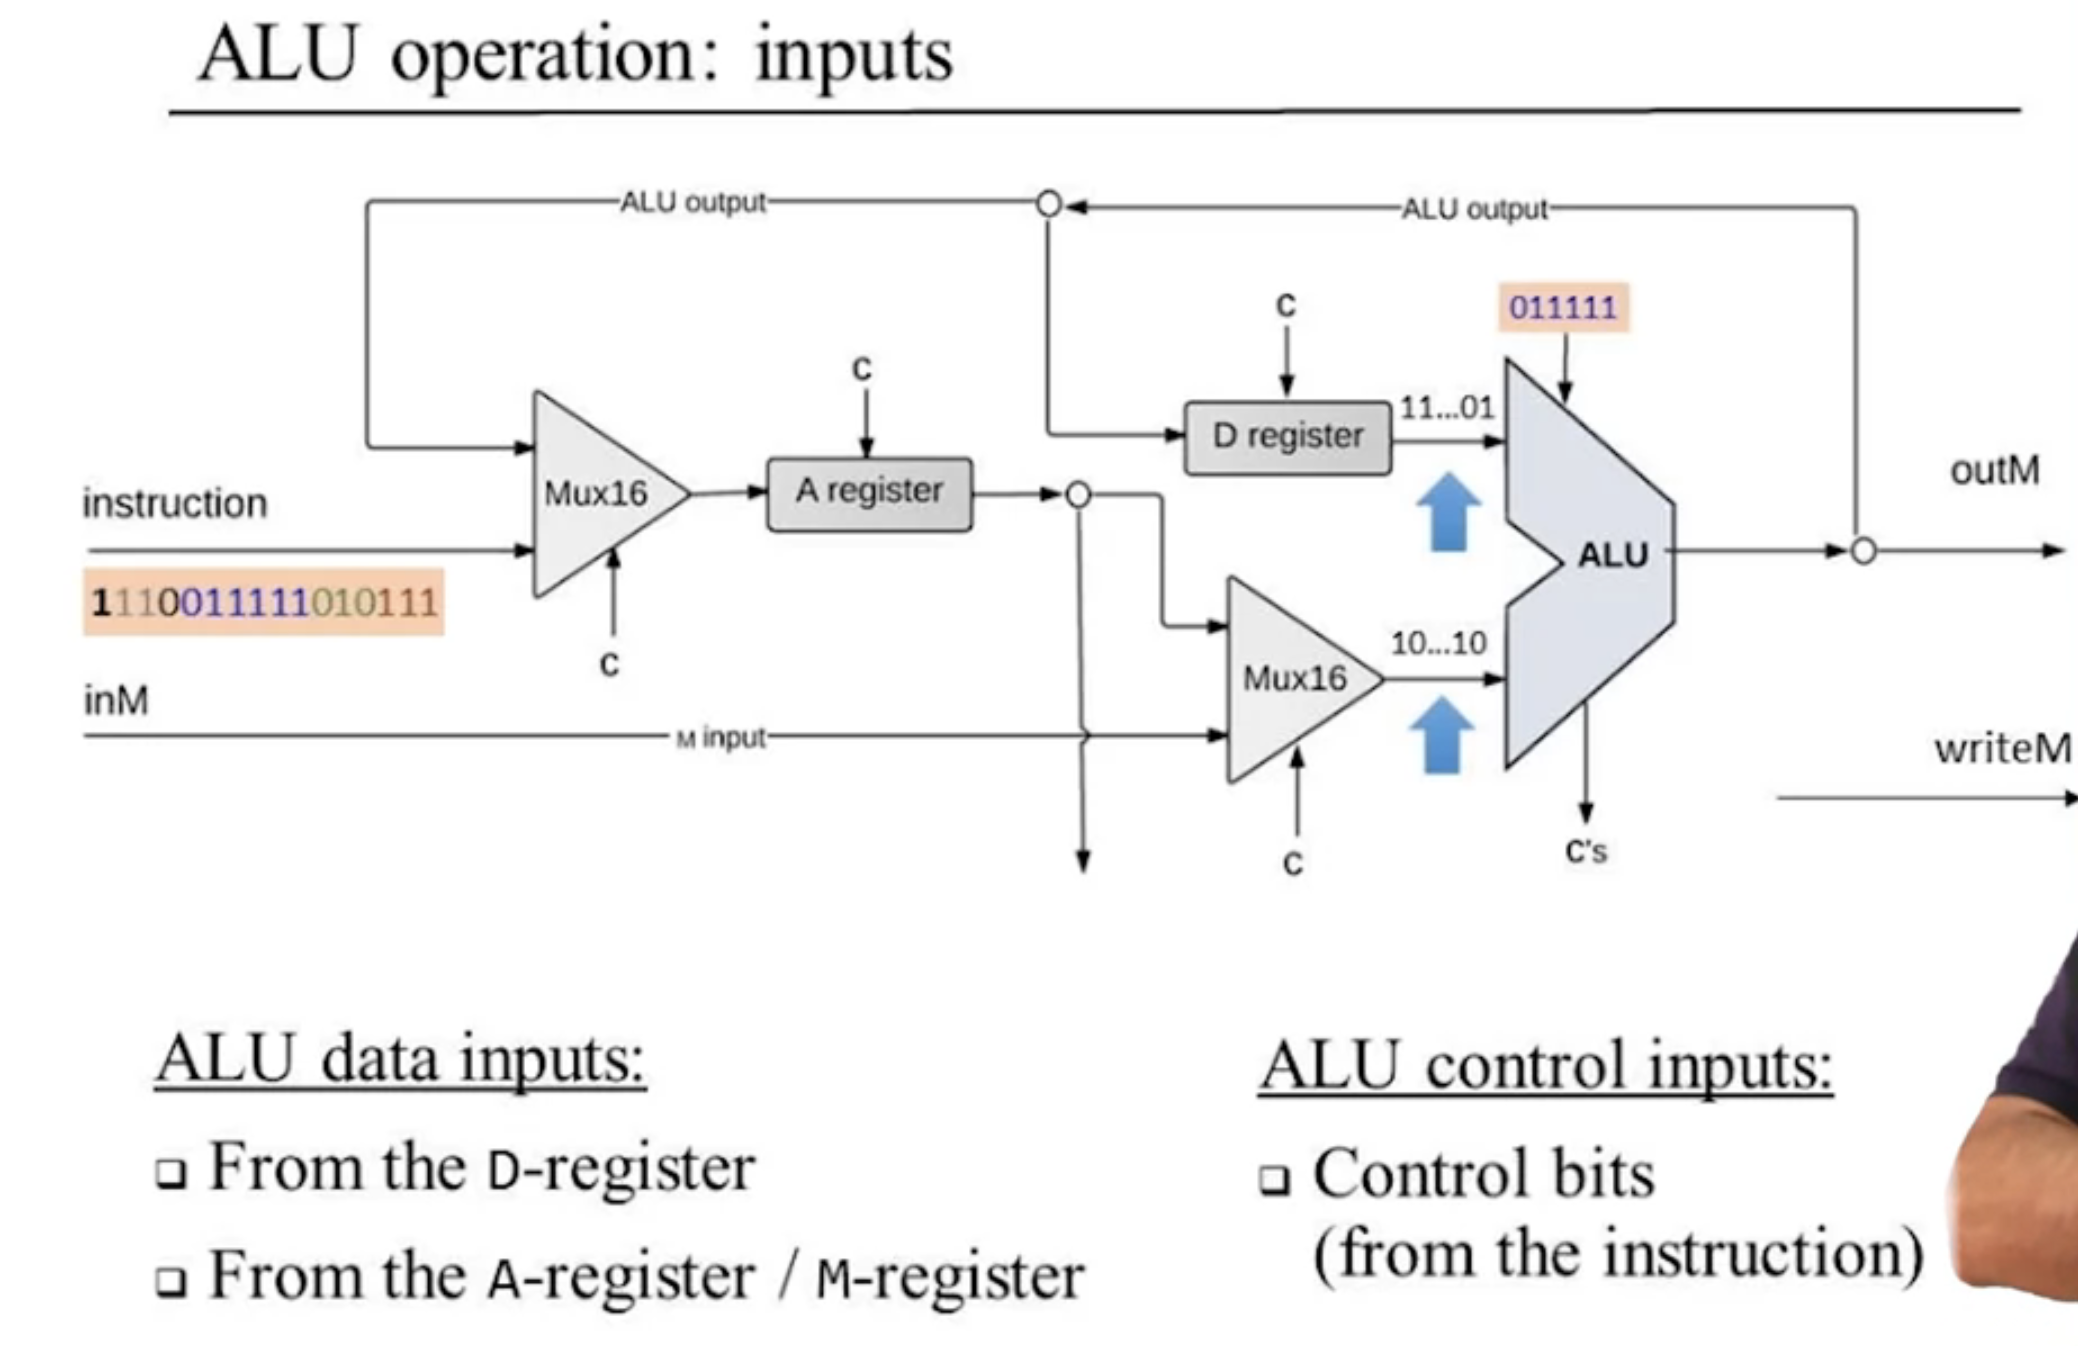 ALU operation: inputs
ALU output
ALU output
C
011111
C
11...01
D register
instruction
Mux16
A register
outM
ALU
1110011111010111
C
10...10
Mux16
inM
M input
writeM
C
C's
ALU data inputs:
ALU control inputs:
❑ From the D-register
❑ Control bits
(from the instruction)
❑ From the A-register / M-register